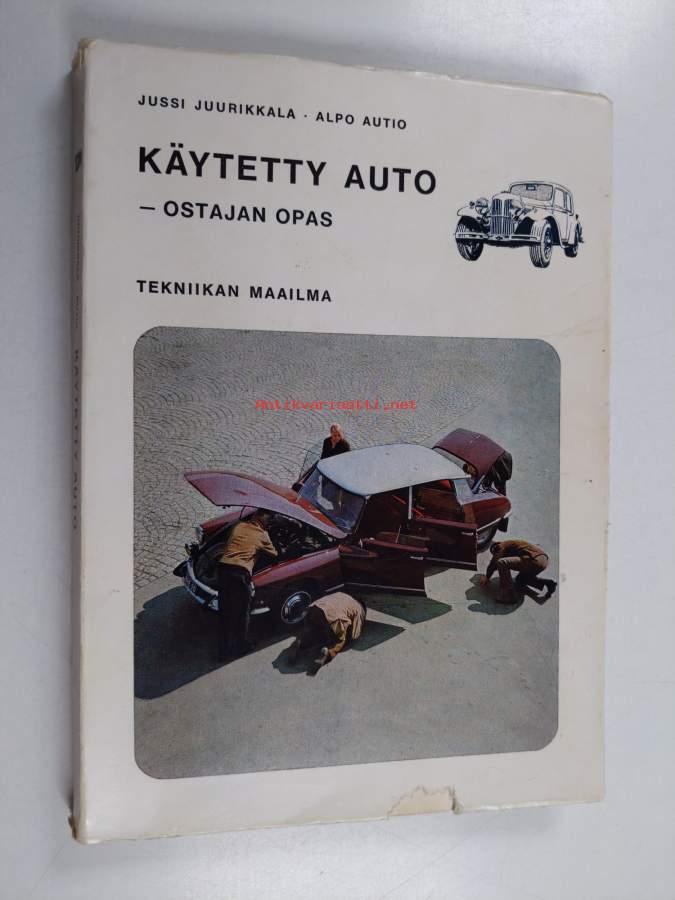 JUSSI JUURIKKALA · ALPO AUTIO
KÄYTETTY AUTO
– OSTAJAN OPAS
TEKNIIKAN MAAILMA
Antikvariaatti.net
KÄYTETTY AUTO